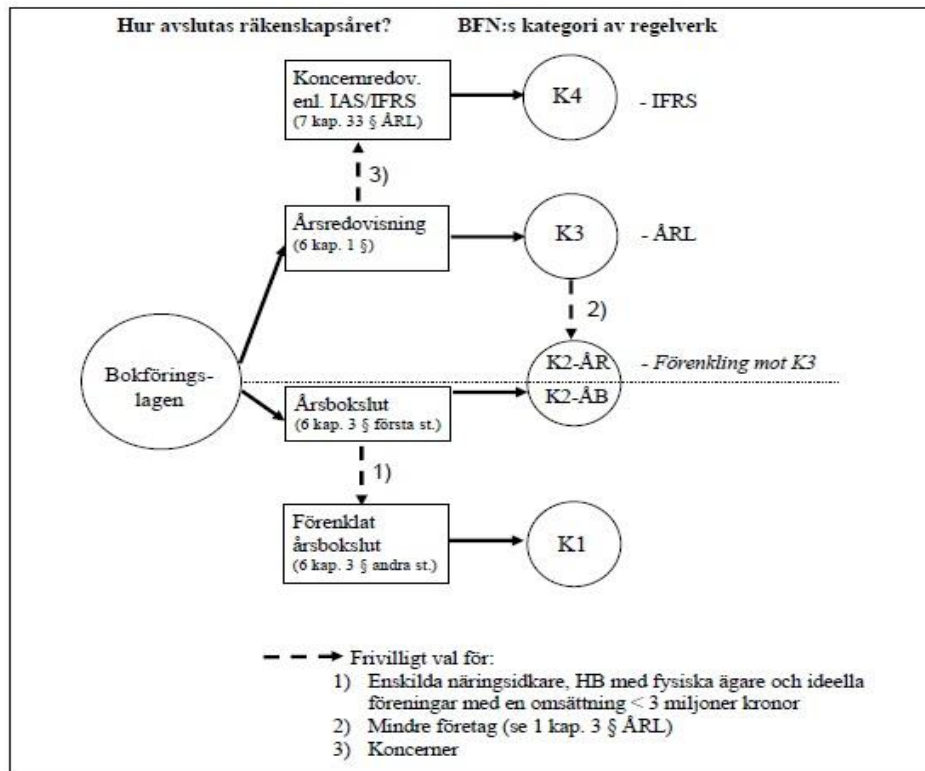 Hur avslutas räkenskapsåret? BFN:s kategori av regelverk
Koncernredov.
enl. IAS/IFRS
(7 kap. 33 § ÅRL)
K4
- IFRS
3)
Årsredovisning
(6 kap. 1 §)
K3
- ÅRL
2)
Bokförings-
lagen
K2-ÅR
- Förenkling mot K3
K2-ÅB
Årsbokslut
(6 kap. 3 § första st.)
1)
Förenklat
årsbokslut
(6 kap. 3 § andra st.)
K1
Frivilligt val för:
1) Enskilda näringsidkare, HB med fysiska ägare och ideella
föreningar med en omsättning < 3 miljoner kronor
2) Mindre företag (se 1 kap. 3 § ÅRL)
3) Koncerner